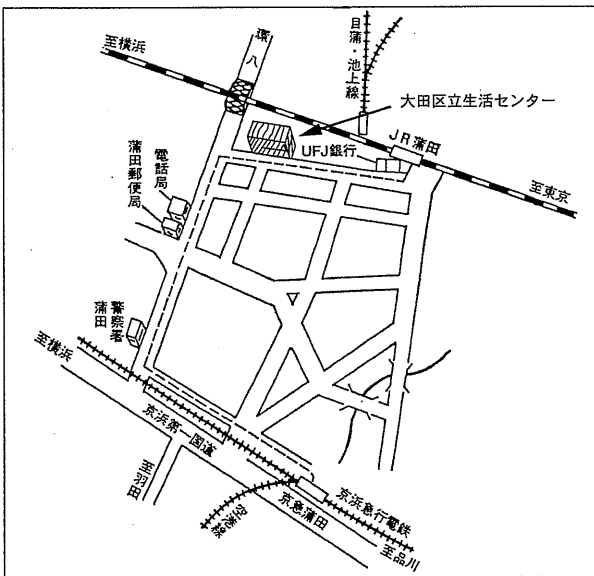 至横浜
環八
目蒲・池上線
大田区立生活センター
JR蒲田
UFJ銀行
至東京
電話局
蒲田郵便局
蒲田
警察署
至横浜
京浜第一国道
至羽田
空港線
京急蒲田
京浜急行電鉄
至品川